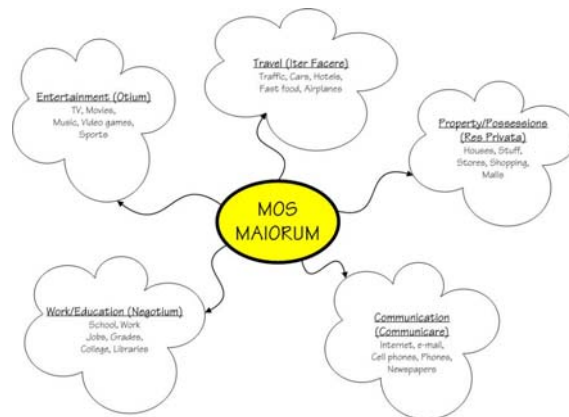 Travel (Iter Facere)
Traffic, Cars, Hotels,
Fast food, Airplanes
Entertainment (Otium)
TV, Movies,
Music, Video games,
Sports
Property/Possessions
(Res Privata)
Houses, Stuff,
Stores, Shopping,
Malls
MOS
MAIORUM
Work/Education (Negotium)
School, Work
Jobs, Grades,
College, Libraries
Communication
(Communicare)
Internet, e-mail,
Cell phones, Phones,
Newspapers